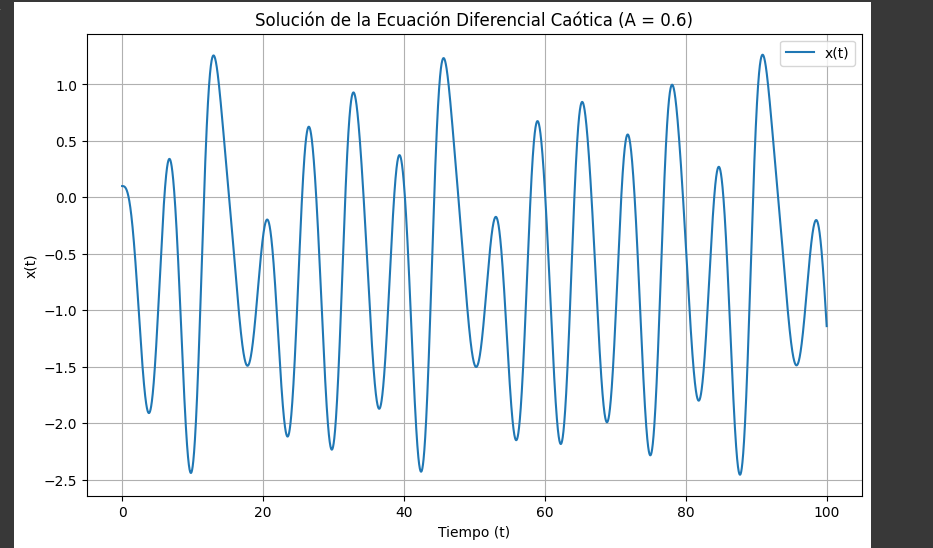 Solución de la Ecuación Diferencial Caótica (A = 0.6)
x(t)
1.0
0.5
0.0
−0.5
−1.0
−1.5
−2.0
−2.5
x(t)
0 20 40 60 80 100
Tiempo (t)